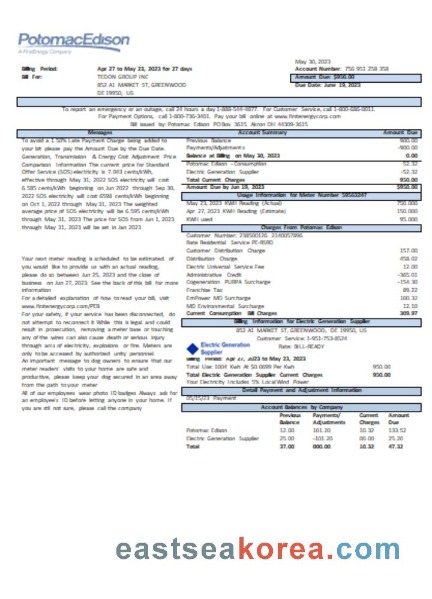 PotomacEdison
A FirstEnergy Company
May 30, 2023
Billing Period: Apr 27 to May 23, 2023 for 27 days
Account Number: 750 952 258 358
Bill For: TEDON GROUP INC
Amount Due: $950.00
852 A1 MARKET ST, GREENWOOD
Due Date: June 19, 2023
DE 19950, US
To report an emergency or an outage, call 24 hours a day 1-888-544-4877. For Customer Service, call 1-800-686-0011.
For Payment Options, call 1-800-736-3401. Pay your bill online at www.firstenergycorp.com
Bill issued by: Potomac Edison PO Box 3615, Akron OH 44309-3615
Messages
To avoid a 1.50% Late Payment Charge being added to
your bill please pay the Amount Due by the Due Date.
Generation, Transmission & Energy Cost Adjustment Price
Comparison Information The current price for Standard
Offer Service (SOS) electricity is 7.043 cents/kWh,
effective through May 31, 2022 SOS electricity will cost
6.585 cents/kWh beginning on Jun 2022 through Sep 30,
2022 SOS electricity will cost cents/kWh beginning
on Oct 1, 2022 through May 31, 2023 The weighted
average price of SOS electricity will be 6.595 cents/kWh
through May 31, 2023 The price for SOS from Jun 1, 2023
through May 31, 2023 will be set in Jan 2023
Your next meter reading is scheduled to be estimated of
you would like to provide us with an actual reading,
please do so between Jun 25, 2023 and the close of
business on Jun 27, 2023 See the back of this bill for more
information
For a detailed explanation of how to read your bill, visit
www.firstenergycorp.com/PEB
For your safety, if your service has been disconnected, do
not attempt to reconnect it While this is legal and could
result in prosecution, removing a meter base or touching
any of the wires can also cause death or serious injury
through arcs of electricity, explosions or fire. Meters are
only to be accessed by authorized unity personnel
An important message to dog owners to ensure that our
meter readers' visits to your home are safe and
productive, please keep your dog secured in an area away
from the path to your meter
All of our employees wear photo ID badges Always ask for
an employee's ID before letting anyone in your home. If
you are still not sure, please call the company
Account Summary Amount Due
Previous Balance 900.00
Payments/Adjustments -900.00
Balance at Billing on May 30, 2023 0.00
Potomac Edison - Consumption 52.32
Electric Generation Supplier -52.32
Total Current Charges 950.00
Amount Due by Jun 19, 2023 $950.00
Usage Information for Meter Number 59563247
May 23, 2023 KWH Reading (Actual) 750.000
Apr 27, 2023 KWH Reading (Estimate) 150.000
KWH used 95.000
Charges From Potomac Edison
Customer Number: 238500126 2340057896
Rate Residential Service
Customer Distribution Charge 157.00
Distribution Charge 458.02
Electric Universal Service Fee 12.00
Administrative Credit -305.01
Cogeneration PURPA Surcharge -154.30
Franchise Tax 89.22
EmPower MD Surcharge 100.32
MD Environmental Surcharge 12.10
Current Consumption Bill Charges 309.97
Billing Information for Electric Generation Supplier
852 A1 MARKET ST, GREENWOOD, DE 19950, US
Customer Service: 1-951-753-8524
Electric Generation
Supplier
Rate: BILL-READY
Billing Period: Apr 27, 2023 to May 23, 2023
Total Use: 1004 Kwh At $0.0699 Per Kwh 950.00
Total Electric Generation Supplier Current Charges 950.00
Your Electricity Includes 5% Local Wind Power
Detail Payment and Adjustment Information
05/15/23 Payment
Account Balances by Company
Previous Payments/ Current Amount
Balance Adjustments Charges Due
Potomac Edison 12.00 101.20 10.32 133.52
Electric Generation Supplier 25.00 -101.20 00.00 25.20
Total 37.00 000.00 10.32 47.32
eastseakorea.com